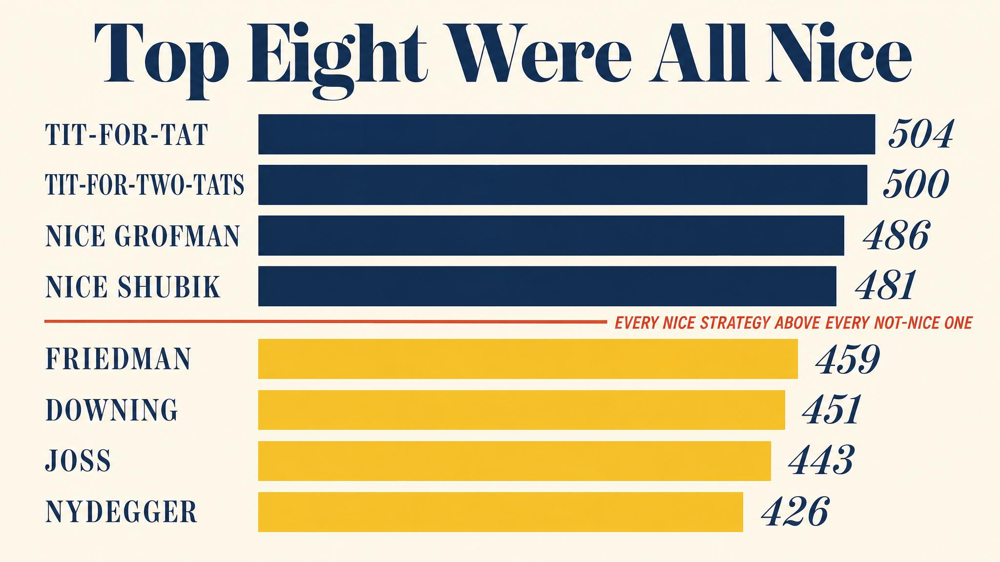 Top Eight Were All Nice
TIT-FOR-TAT 504
TIT-FOR-TWO-TATS 500
NICE GROFMAN 486
NICE SHUBIK 481
EVERY NICE STRATEGY ABOVE EVERY NOT-NICE ONE
FRIEDMAN 459
DOWNING 451
JOSS 443
NYDEGGER 426